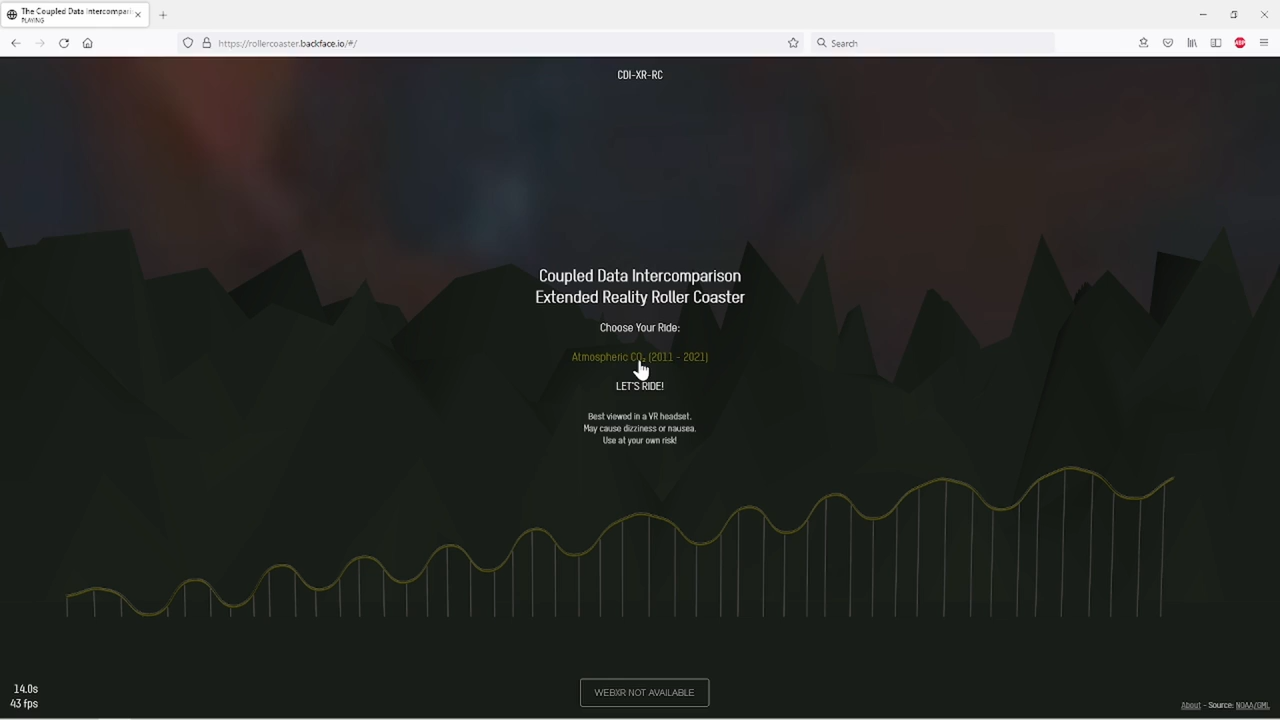 The Coupled Data Intercompari
PLAYING
https://rollercoaster.backface.io/#/
Search
ABP
CDI-XR-RC
Coupled Data Intercomparison
Extended Reality Roller Coaster
Choose Your Ride:
Atmospheric CO₂ (2011 - 2021)
LET'S RIDE!
Best viewed in a VR headset.
May cause dizziness or nausea.
Use at your own risk!
14.0s
43 fps
WEBXR NOT AVAILABLE
About - Source: NOAA/GML